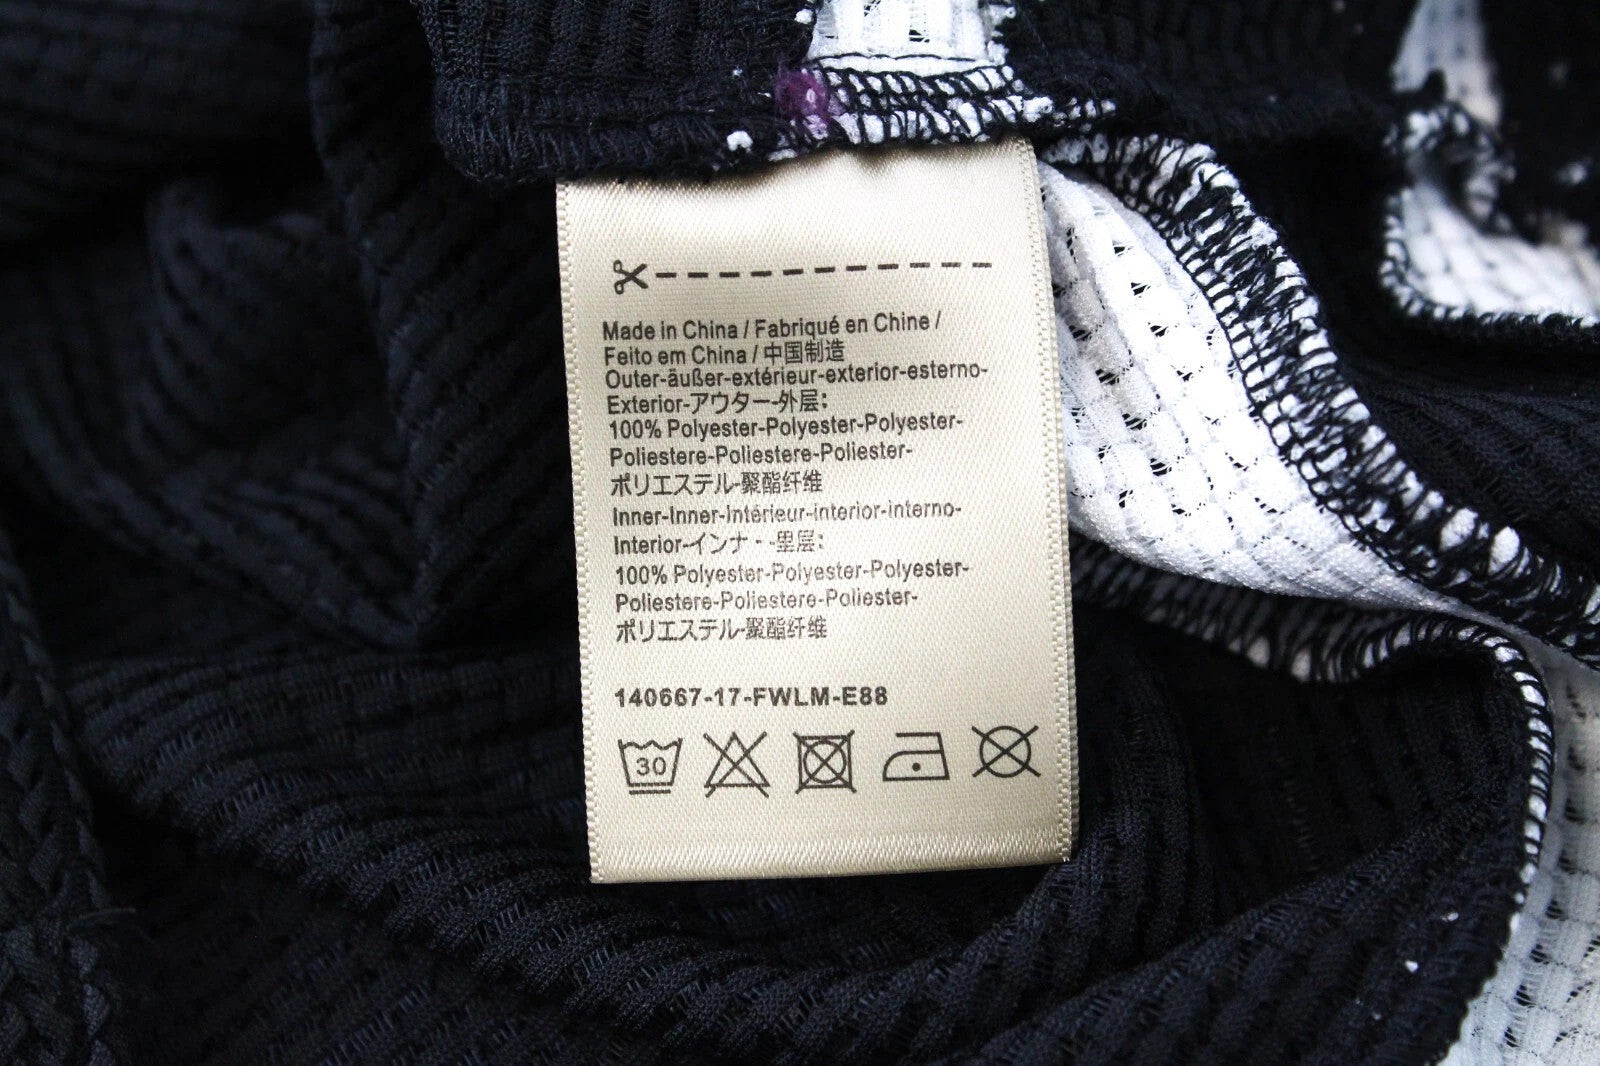 Made in China / Fabriqué en Chine /
Feito em China / 中国制造
Outer-äußer-extérieur-exterior-esterno-
Exterior-アウター-外层:
100% Polyester-Polyester-Polyester-
Poliestere-Poliestere-Poliester-
ポリエステル-聚酯纤维
Inner-Inner-Intérieur-interior-interno-
Interior-インナ・-里层:
100% Polyester-Polyester-Polyester-
Poliestere-Poliestere-Poliester-
ポリエステル-聚酯纤维
140667-17-FWLM-E88
30